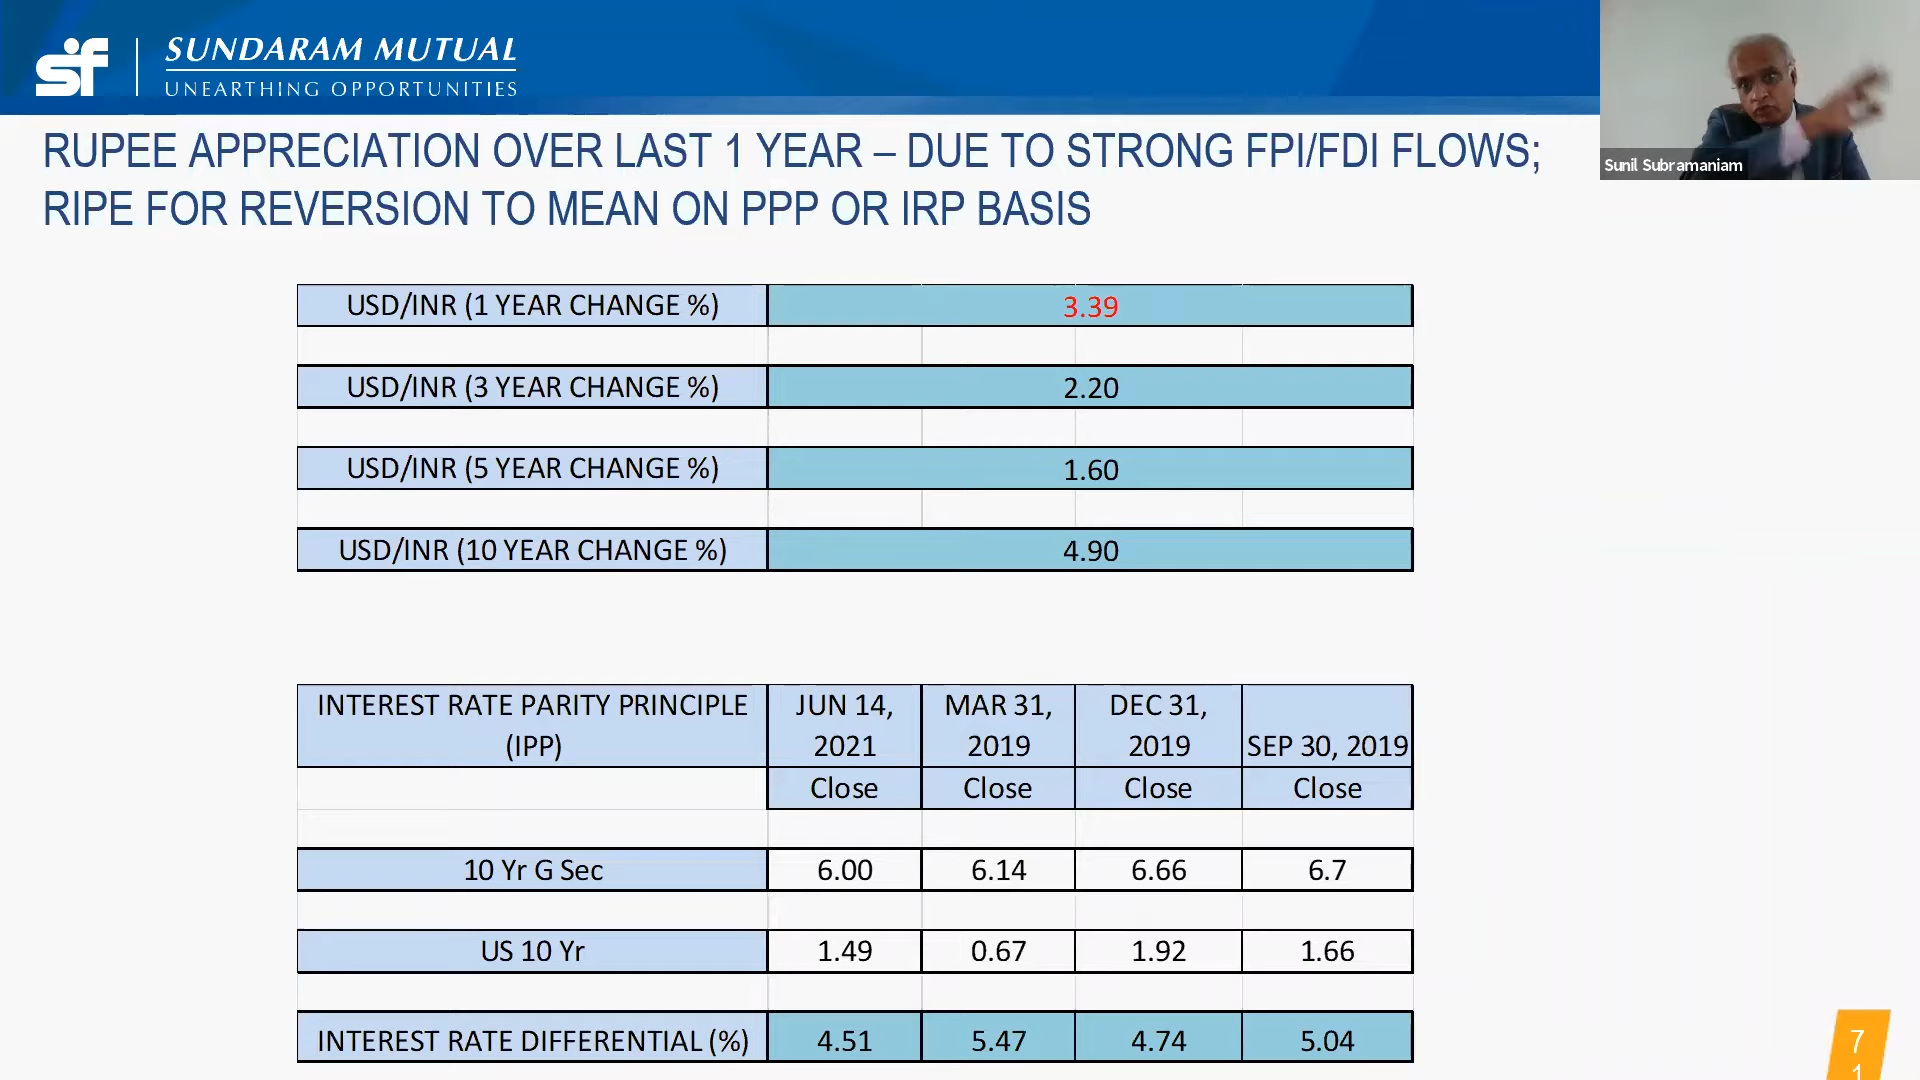 sf
SUNDARAM MUTUAL
UNEARTHING OPPORTUNITIES
Sunil Subramaniam
RUPEE APPRECIATION OVER LAST 1 YEAR – DUE TO STRONG FPI/FDI FLOWS;
RIPE FOR REVERSION TO MEAN ON PPP OR IRP BASIS
USD/INR (1 YEAR CHANGE %) 3.39
USD/INR (3 YEAR CHANGE %) 2.20
USD/INR (5 YEAR CHANGE %) 1.60
USD/INR (10 YEAR CHANGE %) 4.90
INTEREST RATE PARITY PRINCIPLE JUN 14, MAR 31, DEC 31,
(IPP) 2021 2019 2019 SEP 30, 2019
Close Close Close Close
10 Yr G Sec 6.00 6.14 6.66 6.7
US 10 Yr 1.49 0.67 1.92 1.66
INTEREST RATE DIFFERENTIAL (%) 4.51 5.47 4.74 5.04
7
1